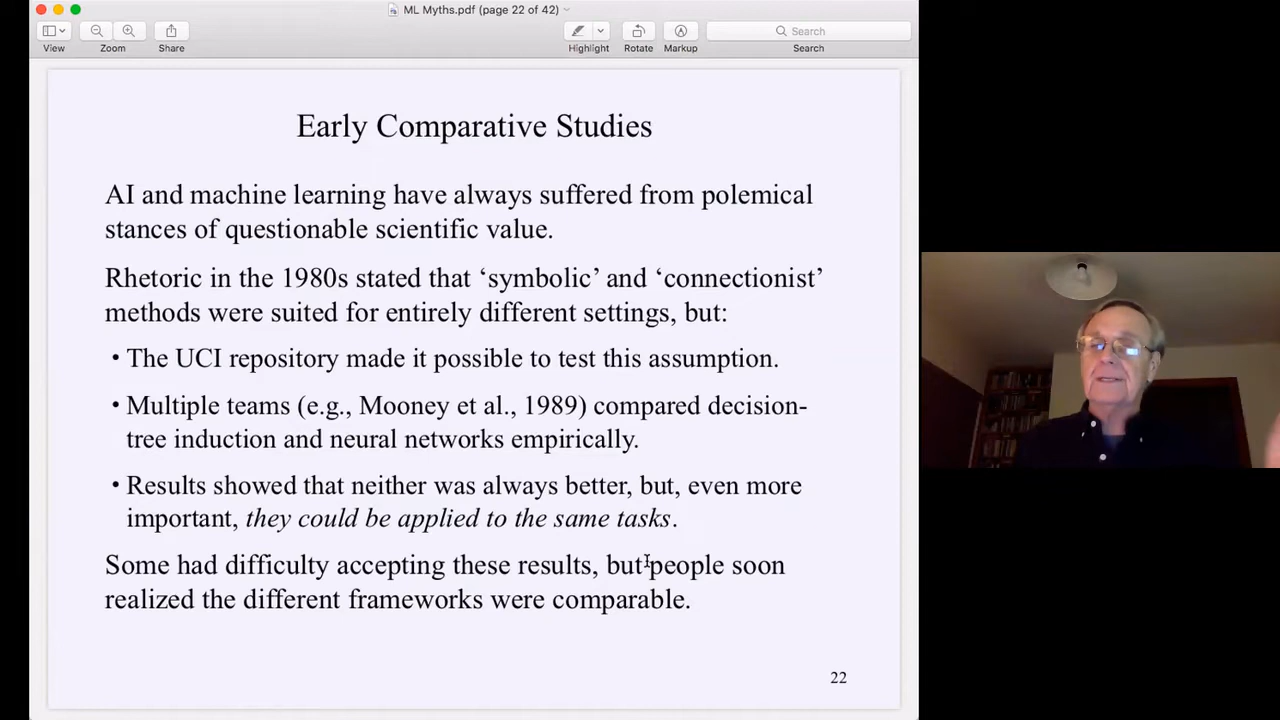 ML Myths.pdf (page 22 of 42)
View
Zoom
Share
Highlight
Rotate
Markup
Search
Search
Early Comparative Studies
AI and machine learning have always suffered from polemical
stances of questionable scientific value.
Rhetoric in the 1980s stated that ‘symbolic’ and ‘connectionist’
methods were suited for entirely different settings, but:
• The UCI repository made it possible to test this assumption.
• Multiple teams (e.g., Mooney et al., 1989) compared decision-
tree induction and neural networks empirically.
• Results showed that neither was always better, but, even more
important, they could be applied to the same tasks.
Some had difficulty accepting these results, but people soon
realized the different frameworks were comparable.
22